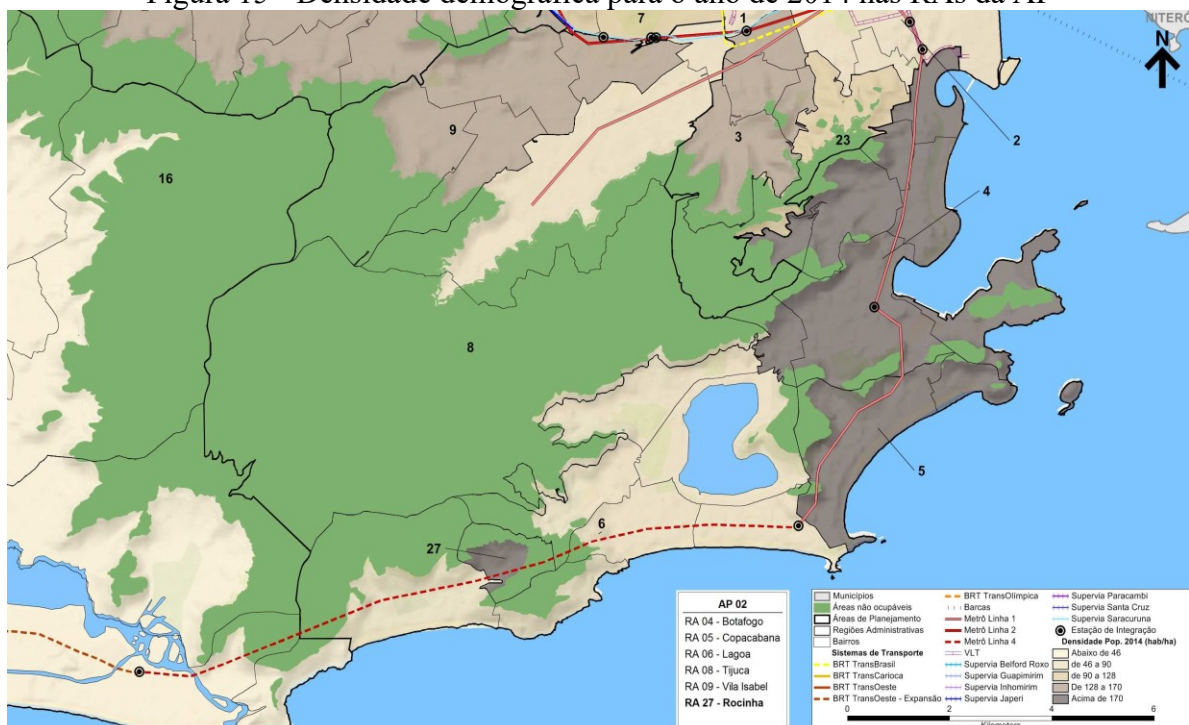 Figura 15 - Densidade demográfica para o ano de 2014 nas RAs da AP
7
1
NITERÓ
N
9
3
23
2
16
4
8
5
6
27
AP 02
RA 04 - Botafogo
RA 05 - Copacabana
RA 06 - Lagoa
RA 08 - Tijuca
RA 09 - Vila Isabel
RA 27 - Rocinha
Municípios
Áreas não ocupáveis
Áreas de Planejamento
Regiões Administrativas
Bairros
Sistemas de Transporte
BRT TransBrasil
BRT TransCarioca
BRT TransOeste
BRT TransOeste - Expansão
BRT TransOlímpica
Barcas
Metrô Linha 1
Metrô Linha 2
Metrô Linha 4
VLT
Supervia Belford Roxo
Supervia Guapimirim
Supervia Inhomirim
Supervia Japeri
Supervia Paracambi
Supervia Santa Cruz
Supervia Saracuruna
Estação de Integração
Densidade Pop. 2014 (hab/ha)
Abaixo de 46
de 46 a 90
de 90 a 128
De 128 a 170
Acima de 170
0 2 4 6